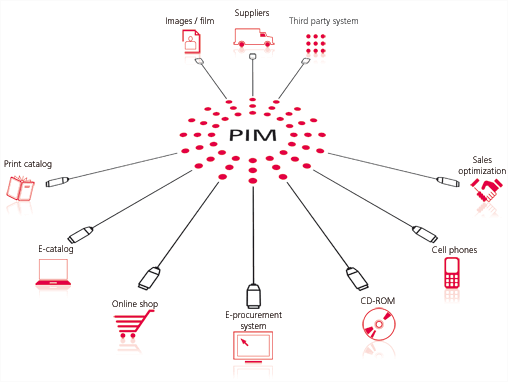 Suppliers
Images / film
Third party system
PIM
Print catalog
Sales
optimization
E-catalog
Cell phones
Online shop
CD-ROM
E-procurement
system